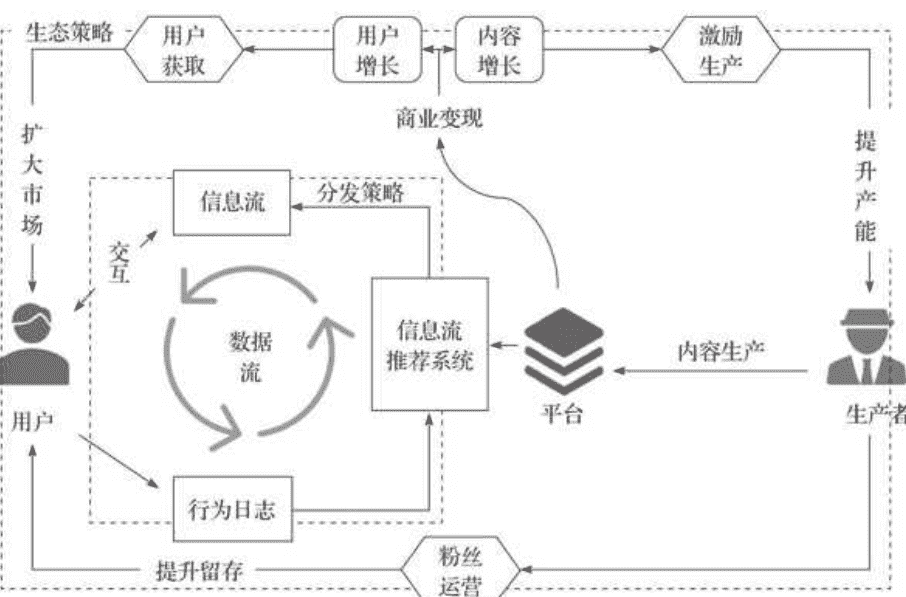 生态策略
用户
获取
用户
增长
内容
增长
激励
生产
商业变现
扩
大
市
场
提
升
产
能
信息流
分发策略
交
互
数据
流
信息流
推荐系统
内容生产
平台
用户
生产者
行为日志
提升留存
粉丝
运营